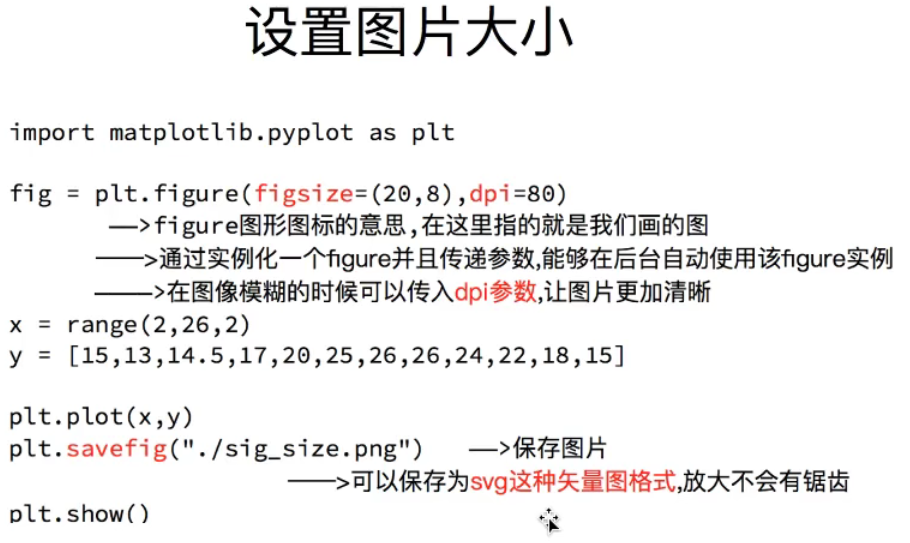 设置图片大小
import matplotlib.pyplot as plt
fig = plt.figure(figsize=(20,8),dpi=80)
——>figure图形图标的意思,在这里指的就是我们画的图
———>通过实例化一个figure并且传递参数,能够在后台自动使用该figure实例
————>在图像模糊的时候可以传入dpi参数,让图片更加清晰
x = range(2,26,2)
y = [15,13,14.5,17,20,25,26,26,24,22,18,15]
plt.plot(x,y)
plt.savefig("./sig_size.png") ——>保存图片
———>可以保存为svg这种矢量图格式,放大不会有锯齿
plt.show()